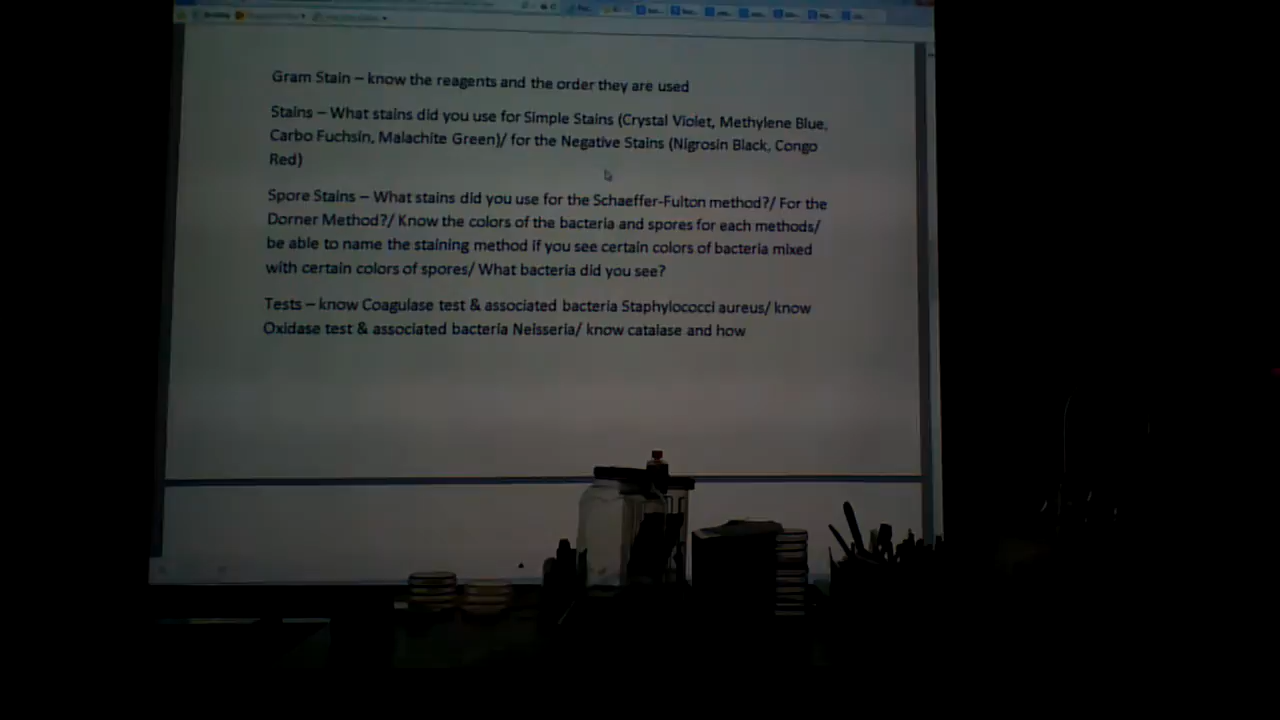 Gram Stain – know the reagents and the order they are used
Stains – What stains did you use for Simple Stains (Crystal Violet, Methylene Blue,
Carbo Fuchsin, Malachite Green)/ for the Negative Stains (Nigrosin Black, Congo
Red)
Spore Stains – What stains did you use for the Schaeffer-Fulton method?/ For the
Dorner Method?/ Know the colors of the bacteria and spores for each methods/
be able to name the staining method if you see certain colors of bacteria mixed
with certain colors of spores/ What bacteria did you see?
Tests – know Coagulase test & associated bacteria Staphylococci aureus/ know
Oxidase test & associated bacteria Neisseria/ know catalase and how